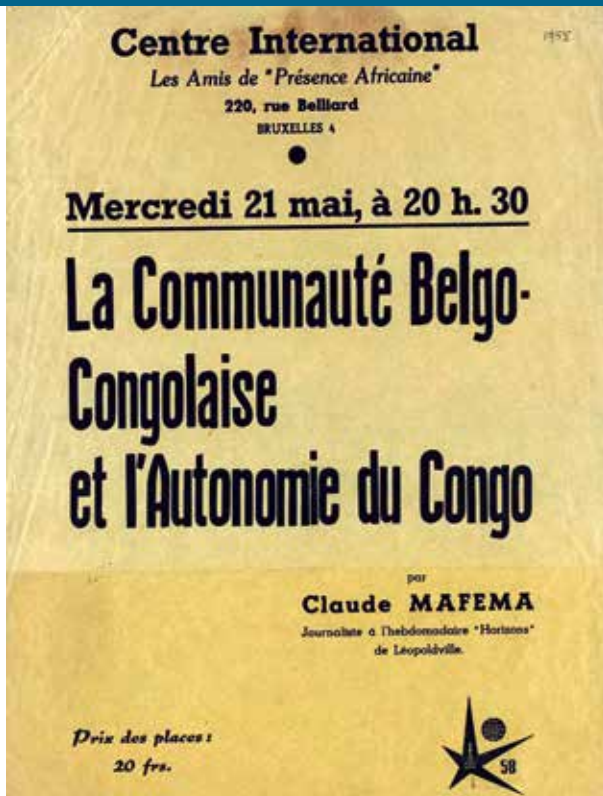 Centre International
1958
Les Amis de "Présence Africaine"
220, rue Belliard
BRUXELLES 4
Mercredi 21 mai, à 20 h. 30
La Communauté Belgo-
Congolaise
et l'Autonomie du Congo
par
Claude MAFEMA
Journaliste à l'hebdomadaire "Horizons"
de Léopoldville.
Prix des places :
20 frs.
58